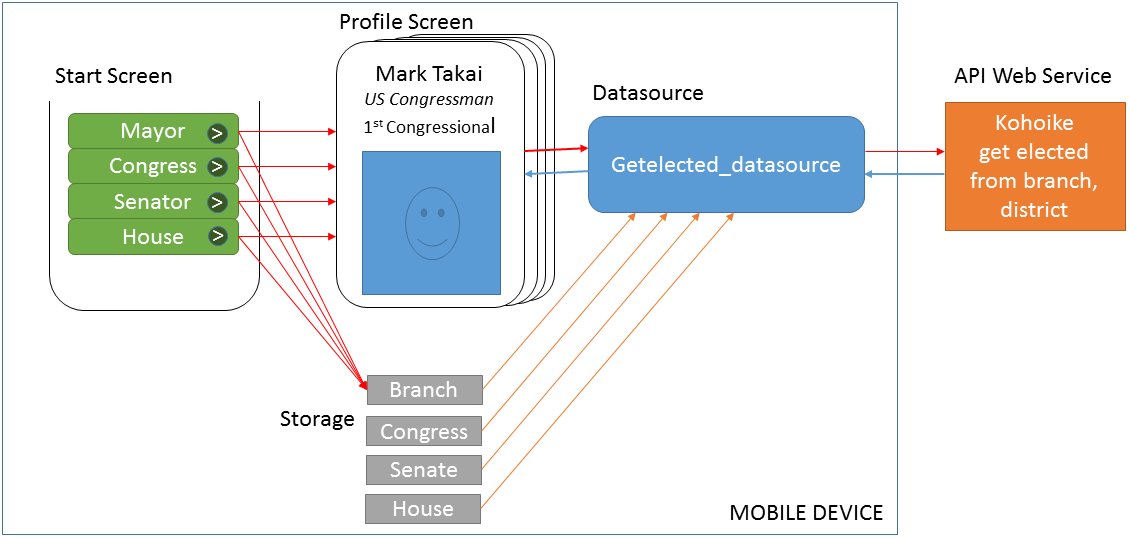 Profile Screen
Start Screen
Mayor >
Congress >
Senator >
House >
Mark Takai
US Congressman
1st Congressional
Datasource
Getelected_datasource
API Web Service
Kohoike
get elected
from branch,
district
Storage
Branch
Congress
Senate
House
MOBILE DEVICE